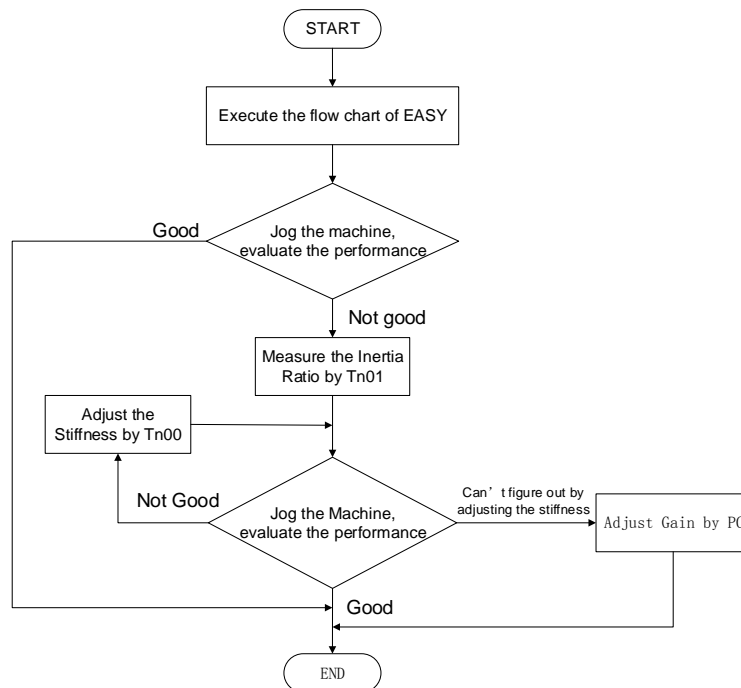 START
Execute the flow chart of EASY
Good
Jog the machine,
evaluate the performance
Not good
Measure the Inertia
Ratio by Tn01
Adjust the
Stiffness by Tn00
Not Good
Jog the Machine,
evaluate the performance
Can’t figure out by
adjusting the stiffness
Adjust Gain by PC
Good
END